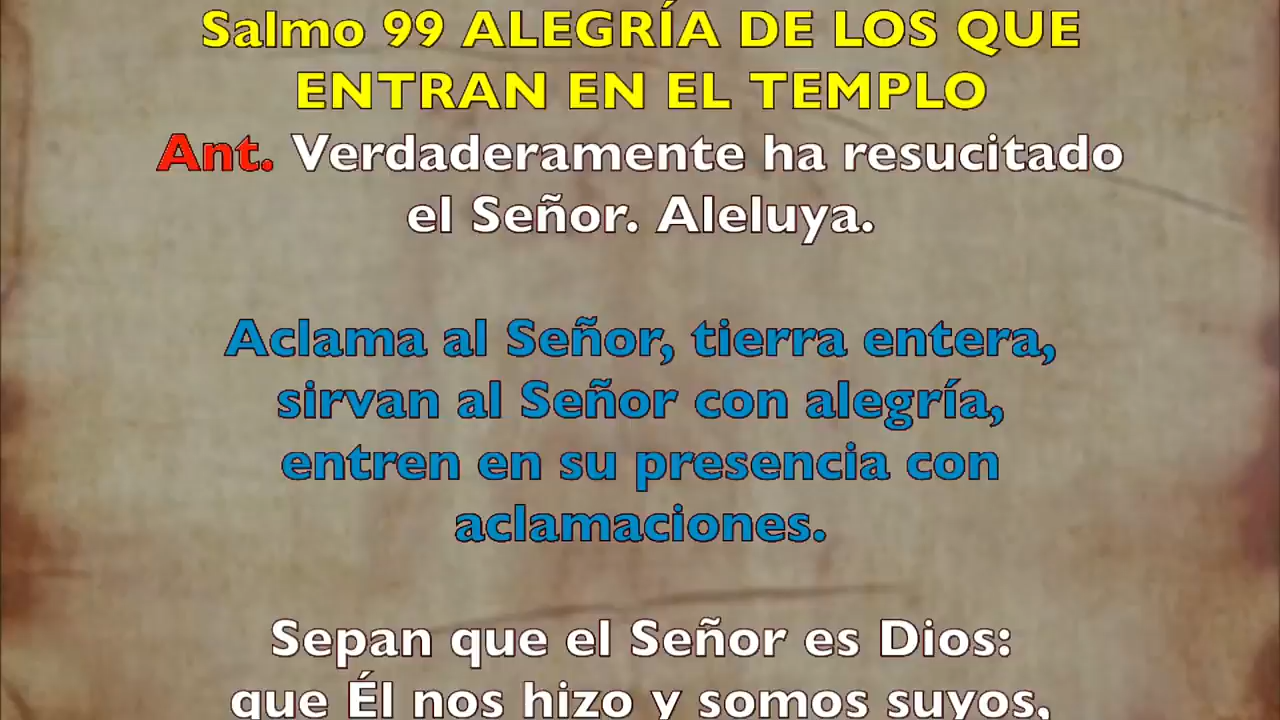 Salmo 99 ALEGRÍA DE LOS QUE
ENTRAN EN EL TEMPLO
Ant. Verdaderamente ha resucitado
el Señor. Aleluya.
Aclama al Señor, tierra entera,
sirvan al Señor con alegría,
entren en su presencia con
aclamaciones.
Sepan que el Señor es Dios:
que Él nos hizo y somos suyos,